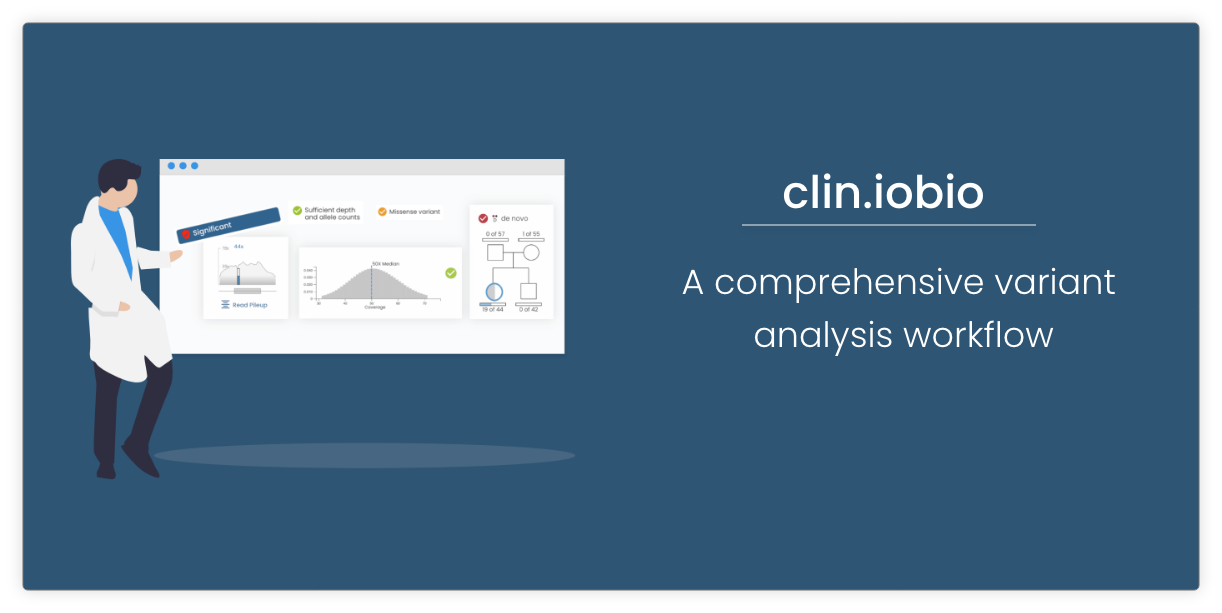 clin.iobio
A comprehensive variant
analysis workflow
Significant
Sufficient depth
and allele counts
Missense variant
de novo
0 of 57
1 of 55
19 of 44
0 of 42
44x
Read Pileup
50X Median
Coverage